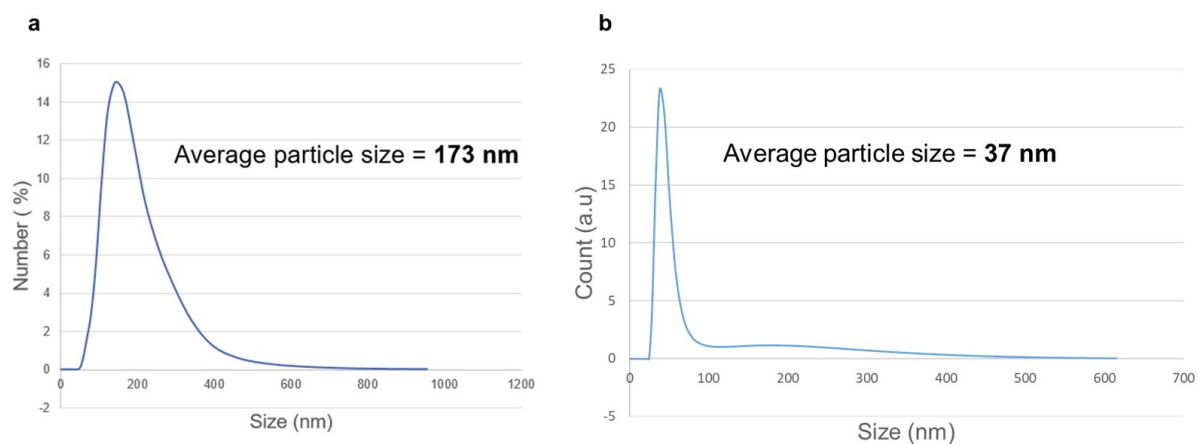 a
16
14
12
10
8
6
4
2
0
-2
Number ( %)
Average particle size = 173 nm
0 200 400 600 800 1000 1200
Size (nm)
b
25
20
15
10
5
0
-5
Count (a.u)
Average particle size = 37 nm
0 100 200 300 400 500 600 700
Size (nm)